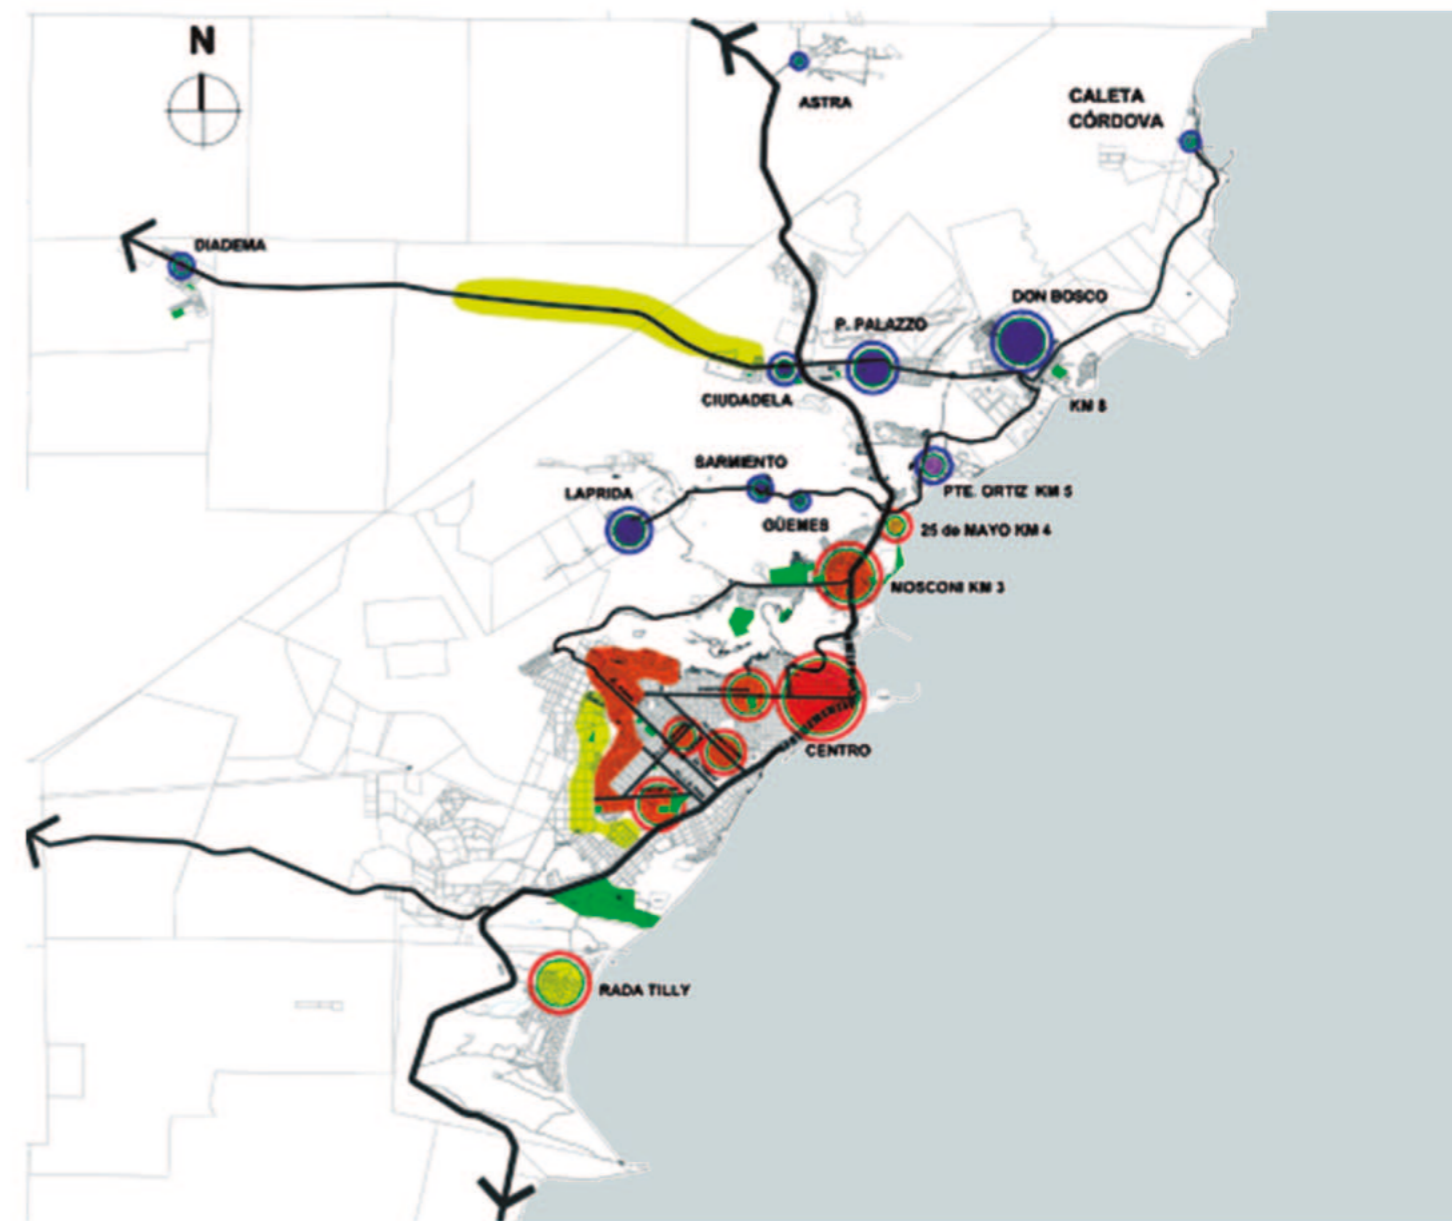 N
ASTRA
CALETA
CÓRDOVA
DIADEMA
DON BOSCO
P. PALAZZO
CIUDADELA
KM 8
SARMIENTO
LAPRIDA
PTE. ORTIZ KM 5
GÜEMES
25 de MAYO KM 4
MOSCONI KM 3
CENTRO
RADA TILLY